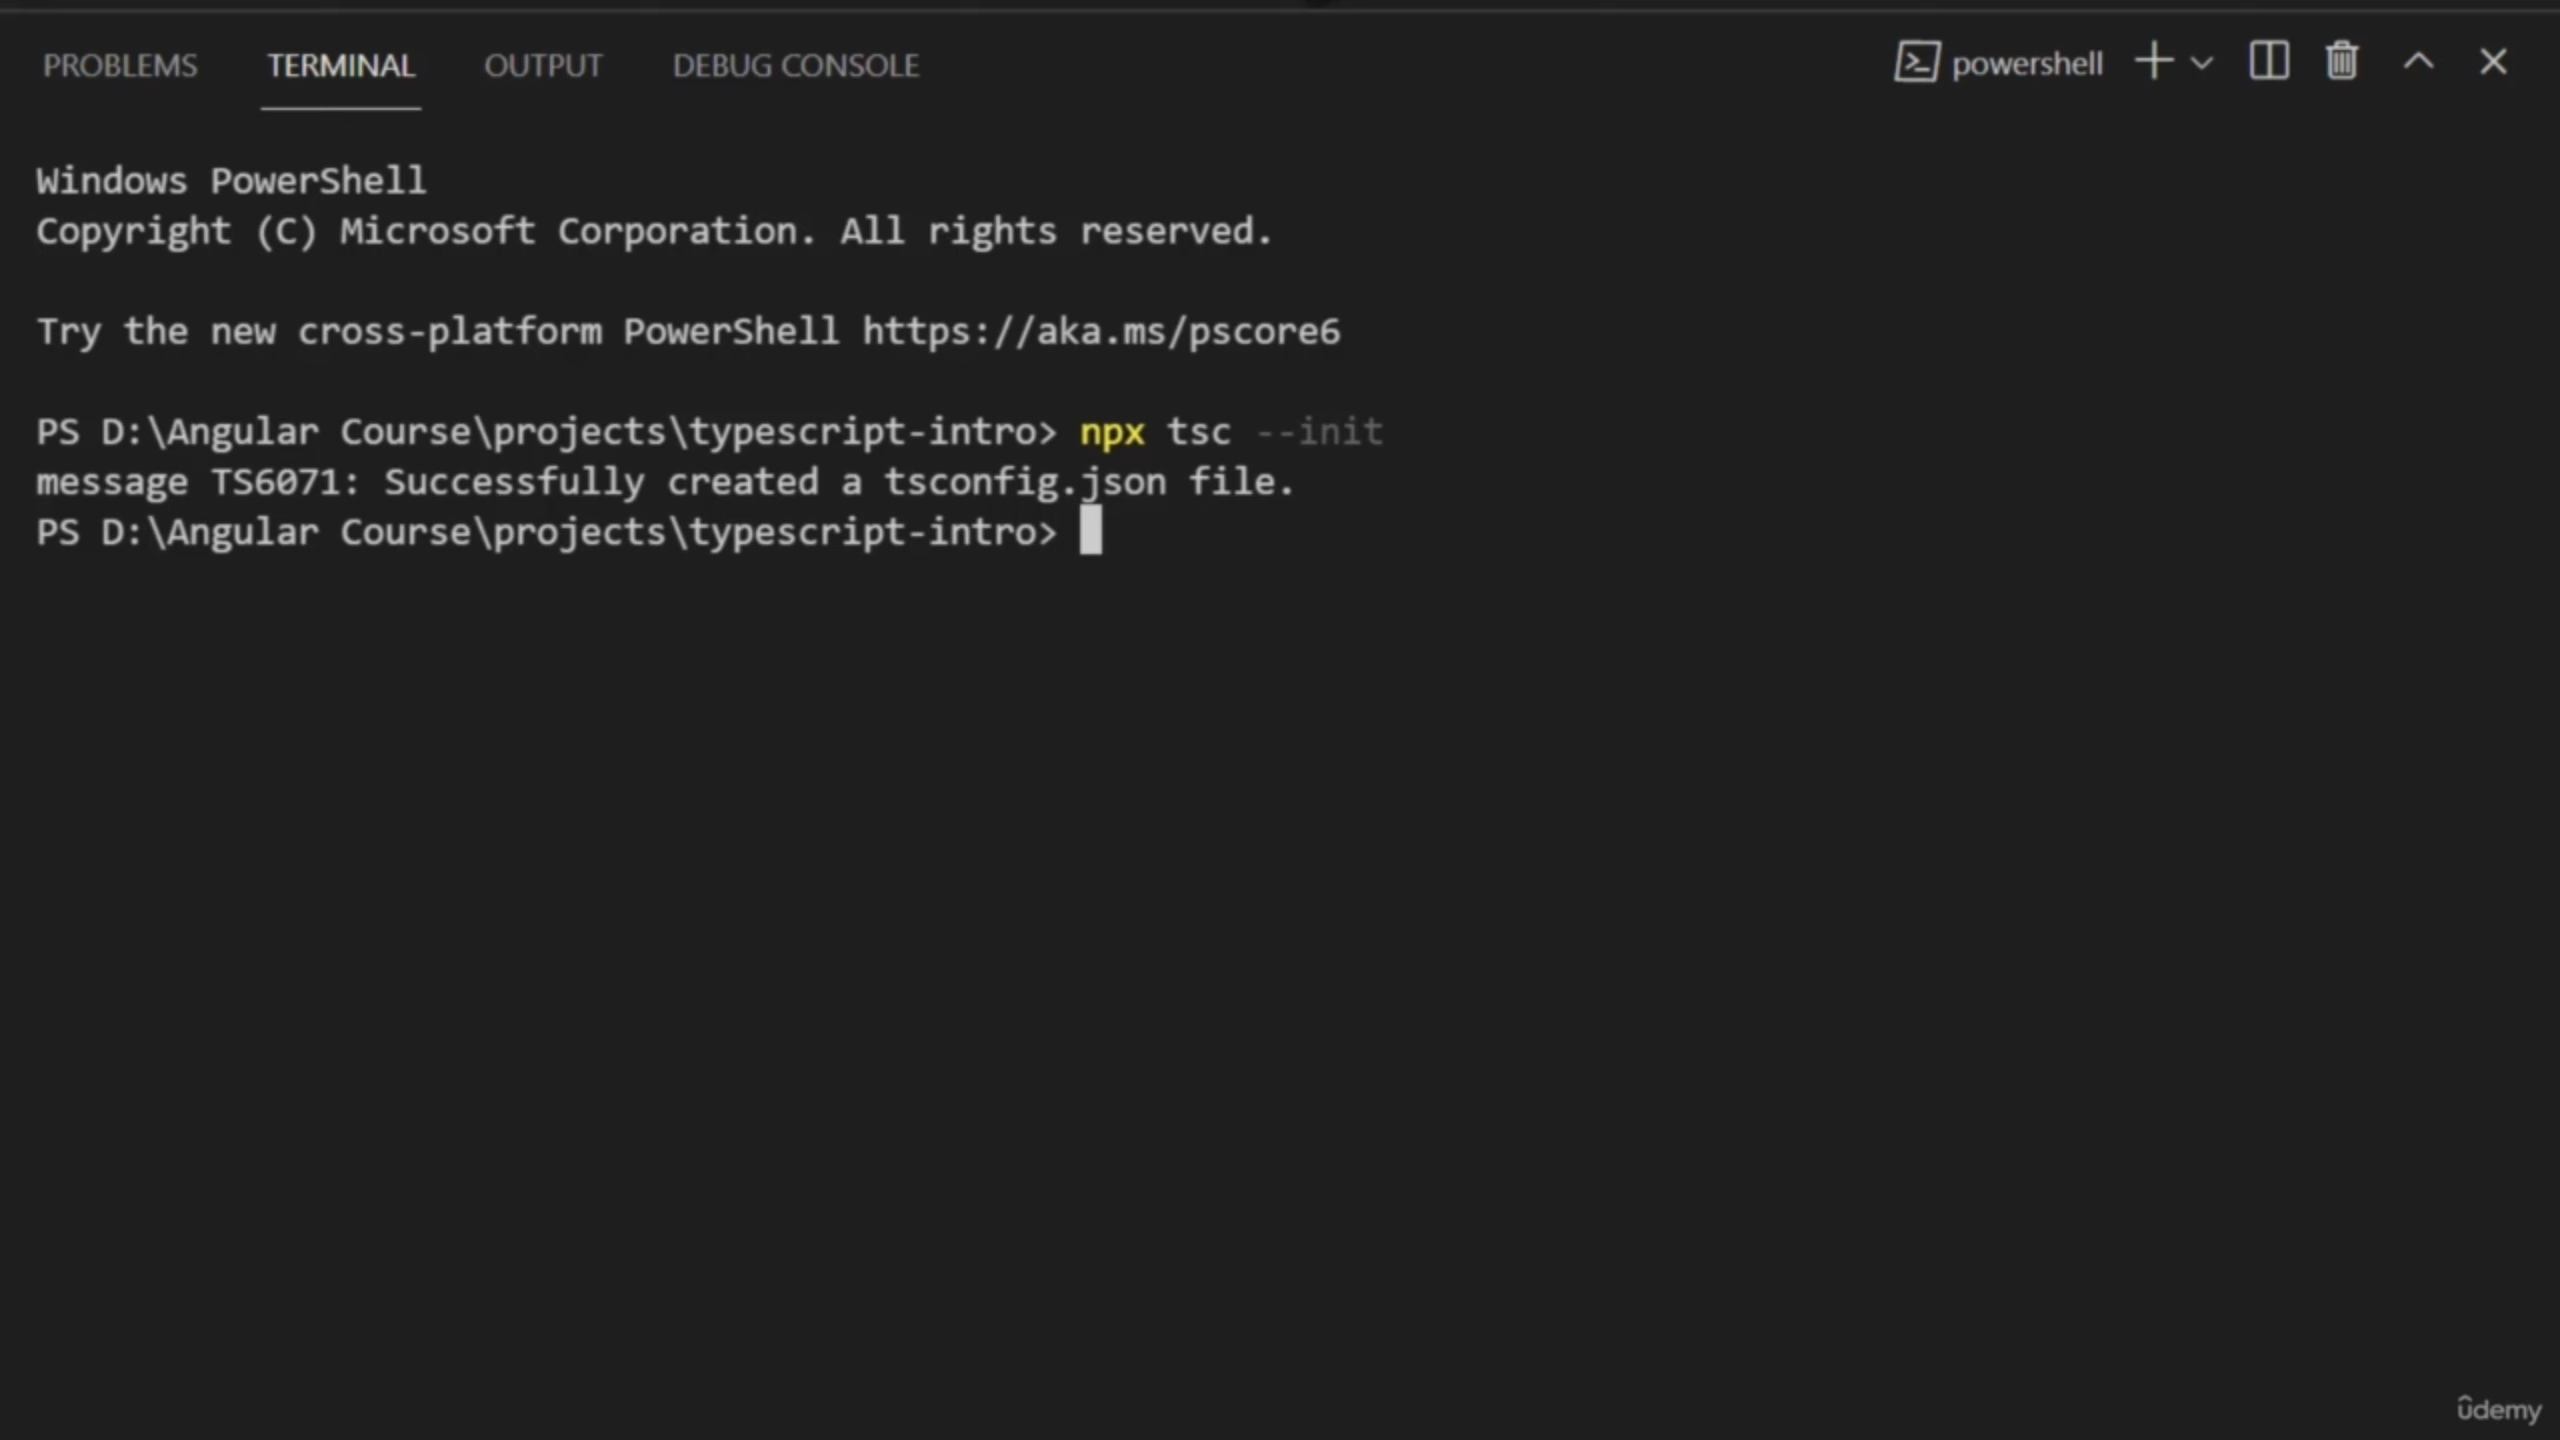 PROBLEMS TERMINAL OUTPUT DEBUG CONSOLE powershell
Windows PowerShell
Copyright (C) Microsoft Corporation. All rights reserved.
Try the new cross-platform PowerShell https://aka.ms/pscore6
PS D:\Angular Course\projects\typescript-intro> npx tsc --init
message TS6071: Successfully created a tsconfig.json file.
PS D:\Angular Course\projects\typescript-intro>
ûdemy